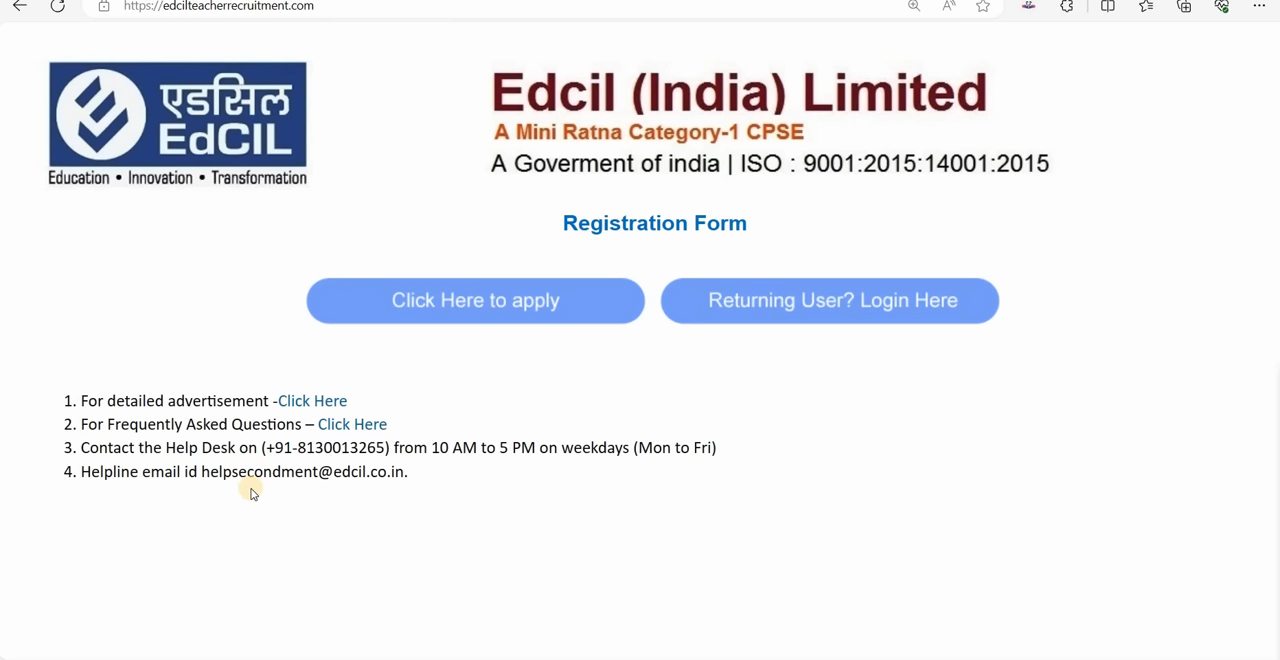 https://edcilteacherrecruitment.com
एडसिल
EdCIL
Education • Innovation • Transformation
Edcil (India) Limited
A Mini Ratna Category-1 CPSE
A Goverment of india | ISO : 9001:2015:14001:2015
Registration Form
Click Here to apply
Returning User? Login Here
1. For detailed advertisement -Click Here
2. For Frequently Asked Questions – Click Here
3. Contact the Help Desk on (+91-8130013265) from 10 AM to 5 PM on weekdays (Mon to Fri)
4. Helpline email id helpsecondment@edcil.co.in.